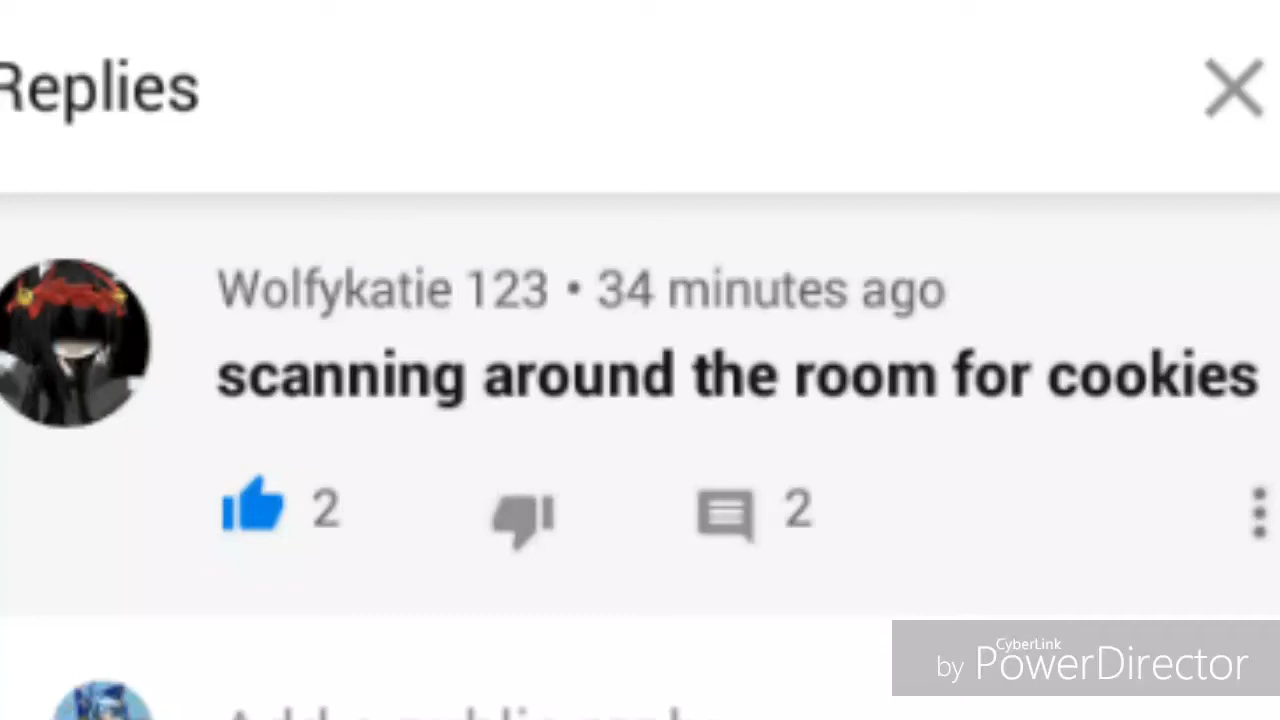 Replies
Wolfykatie 123 • 34 minutes ago
scanning around the room for cookies
2
2
CyberLink
by PowerDirector